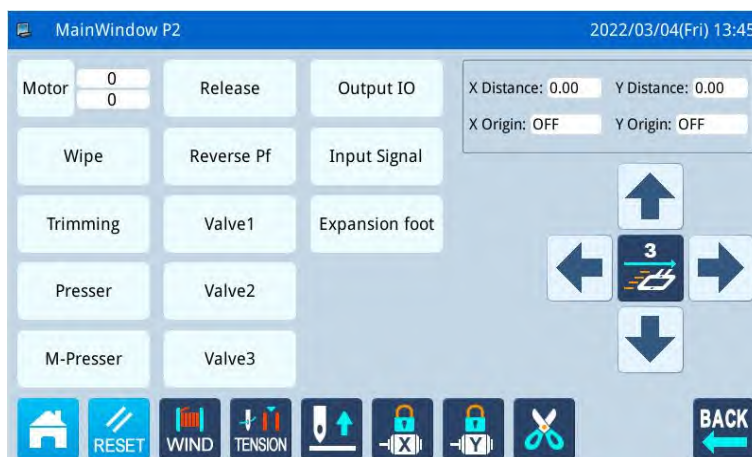 MainWindow P2
2022/03/04(Fri) 13:45
Motor 0 Release Output IO
0
X Distance: 0.00 Y Distance: 0.00
X Origin: OFF Y Origin: OFF
Wipe Reverse Pf Input Signal
Trimming Valve1 Expansion foot
3
Presser Valve2
M-Presser Valve3
RESET WIND TENSION X Y BACK